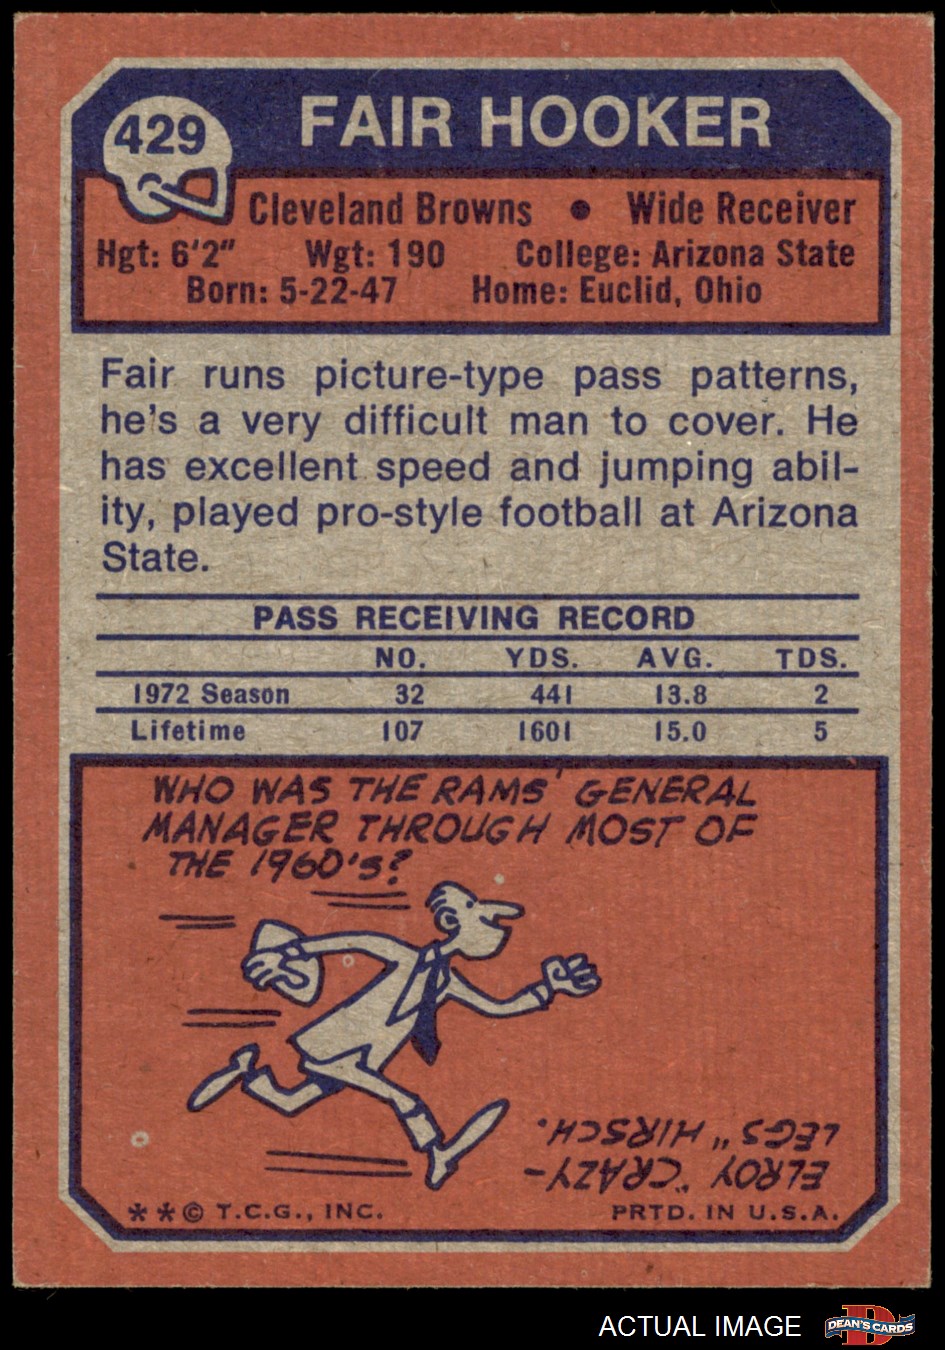 429
FAIR HOOKER
Cleveland Browns • Wide Receiver
Hgt: 6'2" Wgt: 190 College: Arizona State
Born: 5-22-47 Home: Euclid, Ohio
Fair runs picture-type pass patterns,
he's a very difficult man to cover. He
has excellent speed and jumping abil-
ity, played pro-style football at Arizona
State.
PASS RECEIVING RECORD
NO. YDS. AVG. TDS.
1972 Season 32 441 13.8 2
Lifetime 107 1601 15.0 5
WHO WAS THE RAMS' GENERAL
MANAGER THROUGH MOST OF
THE 1960's?
ELROY "CRAZY-
LEGS" HIRSCH.
**© T.C.G., INC. PRTD. IN U.S.A.
ACTUAL IMAGE
D
DEAN'S CARDS